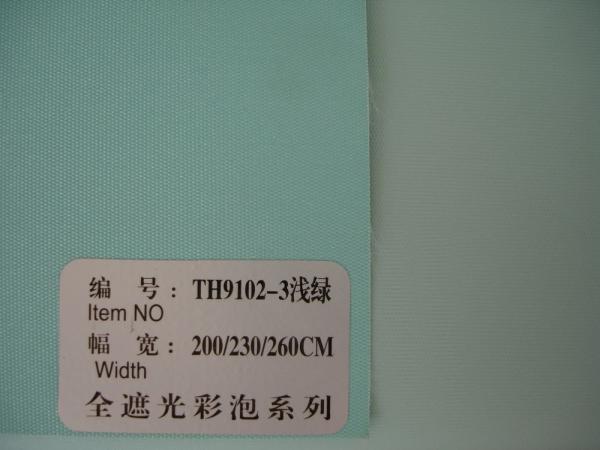 编 号: TH9102-3浅绿
Item NO
幅 宽: 200/230/260CM
Width
全遮光彩泡系列